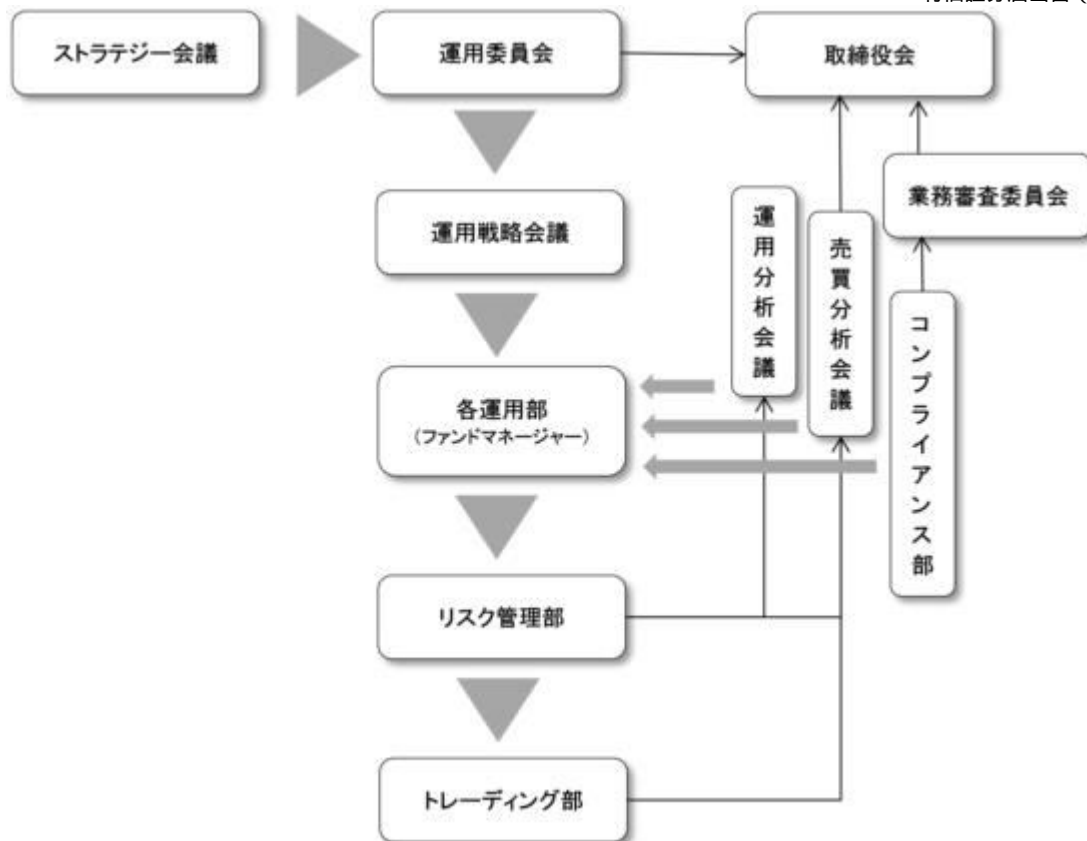 ストラテジー会議
運用委員会
取締役会
業務審査委員会
運用戦略会議
運用分析会議
売買分析会議
コンプライアンス部
各運用部
(ファンドマネージャー)
リスク管理部
トレーディング部